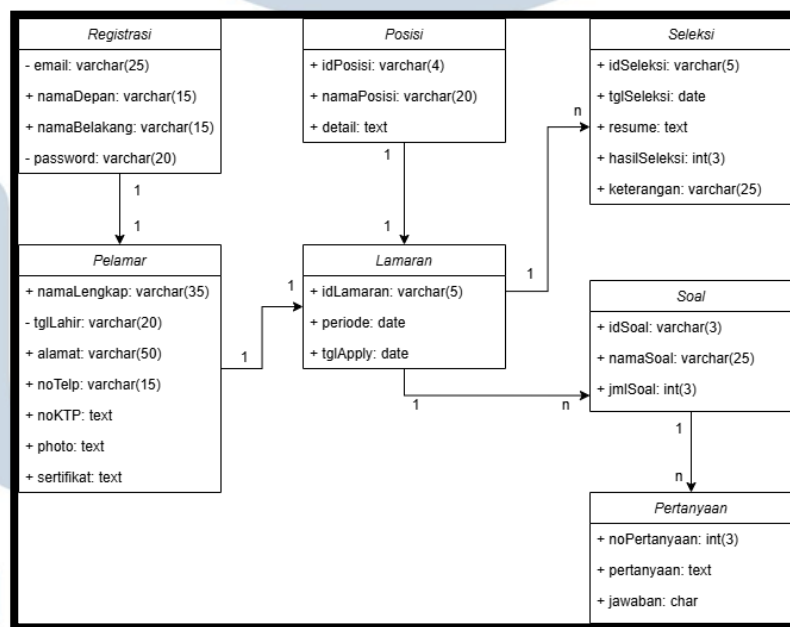 Registrasi
- email: varchar(25)
+ namaDepan: varchar(15)
+ namaBelakang: varchar(15)
- password: varchar(20)
1
1
Posisi
+ idPosisi: varchar(4)
+ namaPosisi: varchar(20)
+ detail: text
1
1
Seleksi
+ idSeleksi: varchar(5)
+ tglSeleksi: date
+ resume: text
+ hasilSeleksi: int(3)
+ keterangan: varchar(25)
n
1
Pelamar
+ namaLengkap: varchar(35)
- tglLahir: varchar(20)
+ alamat: varchar(50)
+ noTelp: varchar(15)
+ noKTP: text
+ photo: text
+ sertifikat: text
1
1
Lamaran
+ idLamaran: varchar(5)
+ periode: date
+ tglApply: date
1
n
Soal
+ idSoal: varchar(3)
+ namaSoal: varchar(25)
+ jmlSoal: int(3)
1
n
Pertanyaan
+ noPertanyaan: int(3)
+ pertanyaan: text
+ jawaban: char